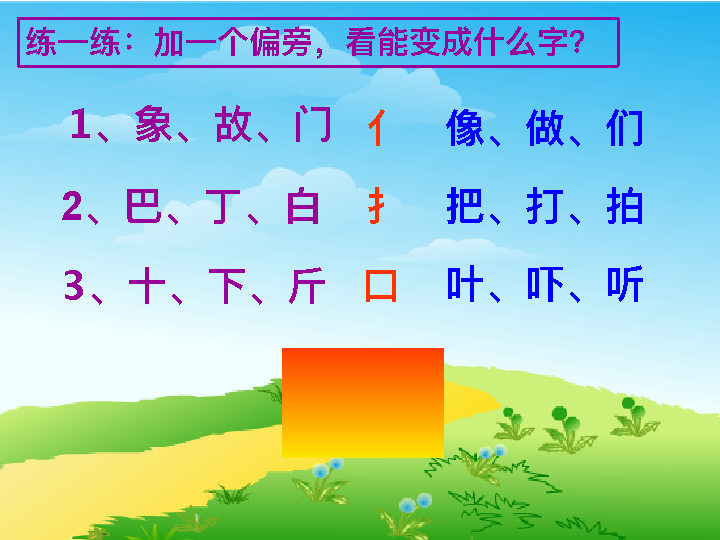 练一练：加一个偏旁，看能变成什么字？
1、象、故、门 亻 像、做、们
2、巴、丁、白 扌 把、打、拍
3、十、下、斤 口 叶、吓、听